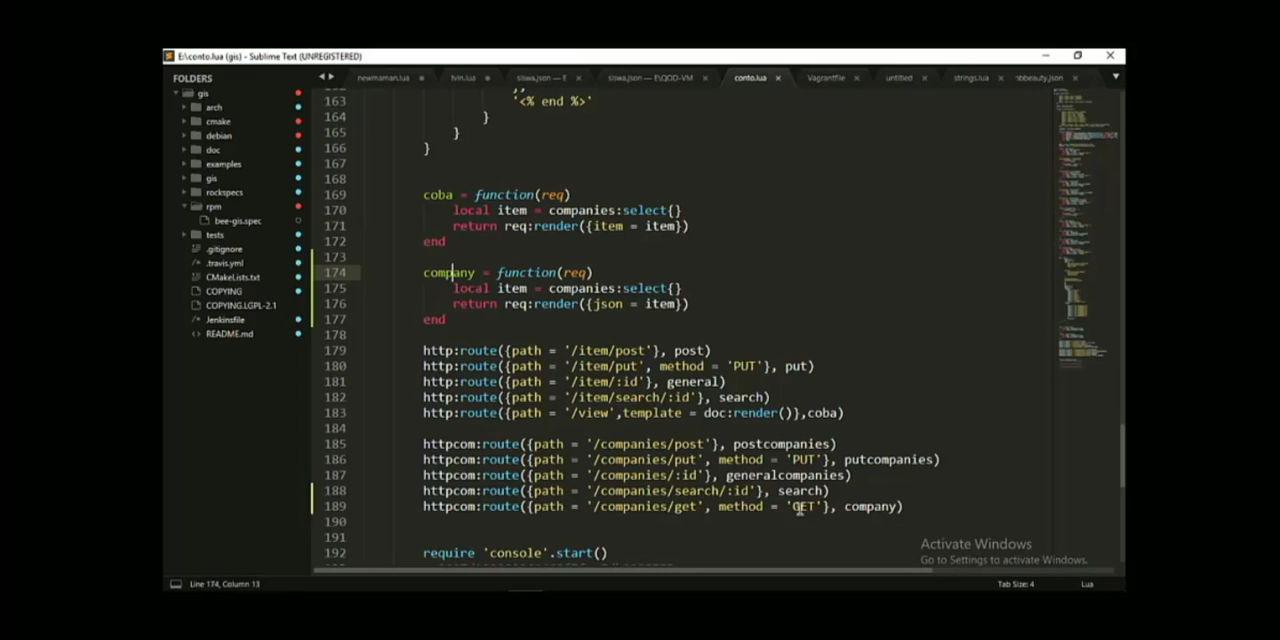 E:\conto.lua (gis) - Sublime Text (UNREGISTERED)
FOLDERS
newmaman.lua
tvin.lua
siswa.json — E
siswa.json — E\QOD-VM
conto.lua
Vagrantfile
untitled
strings.lua
gis
arch
cmake
debian
doc
examples
gis
rockspecs
rpm
bee-gis.spec
tests
.gitignore
.travis.yml
CMakeLists.txt
COPYING
COPYING.LGPL-2.1
Jenkinsfile
README.md
163 '<% end %>'
164 }
165 }
166 }
167
168
169 coba = function(req)
170 local item = companies:select{}
171 return req:render({item = item})
172 end
173
174 company = function(req)
175 local item = companies:select{}
176 return req:render({json = item})
177 end
178
179 http:route({path = '/item/post'}, post)
180 http:route({path = '/item/put', method = 'PUT'}, put)
181 http:route({path = '/item/:id'}, general)
182 http:route({path = '/item/search/:id'}, search)
183 http:route({path = '/view',template = doc:render()},coba)
184
185 httpcom:route({path = '/companies/post'}, postcompanies)
186 httpcom:route({path = '/companies/put', method = 'PUT'}, putcompanies)
187 httpcom:route({path = '/companies/:id'}, generalcompanies)
188 httpcom:route({path = '/companies/search/:id'}, search)
189 httpcom:route({path = '/companies/get', method = 'GET'}, company)
190
191
192 require 'console'.start()
Activate Windows
Go to Settings to activate Windows.
Line 174, Column 13
Tab Size: 4
Lua